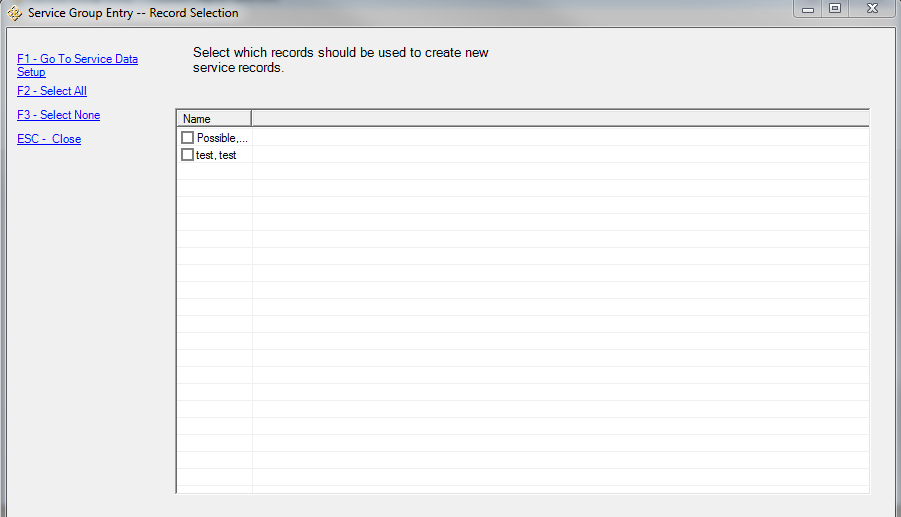 Service Group Entry -- Record Selection
F1 - Go To Service Data
Setup
F2 - Select All
F3 - Select None
ESC -  Close
Select which records should be used to create new
service records.
Name
Possible,...
test, test